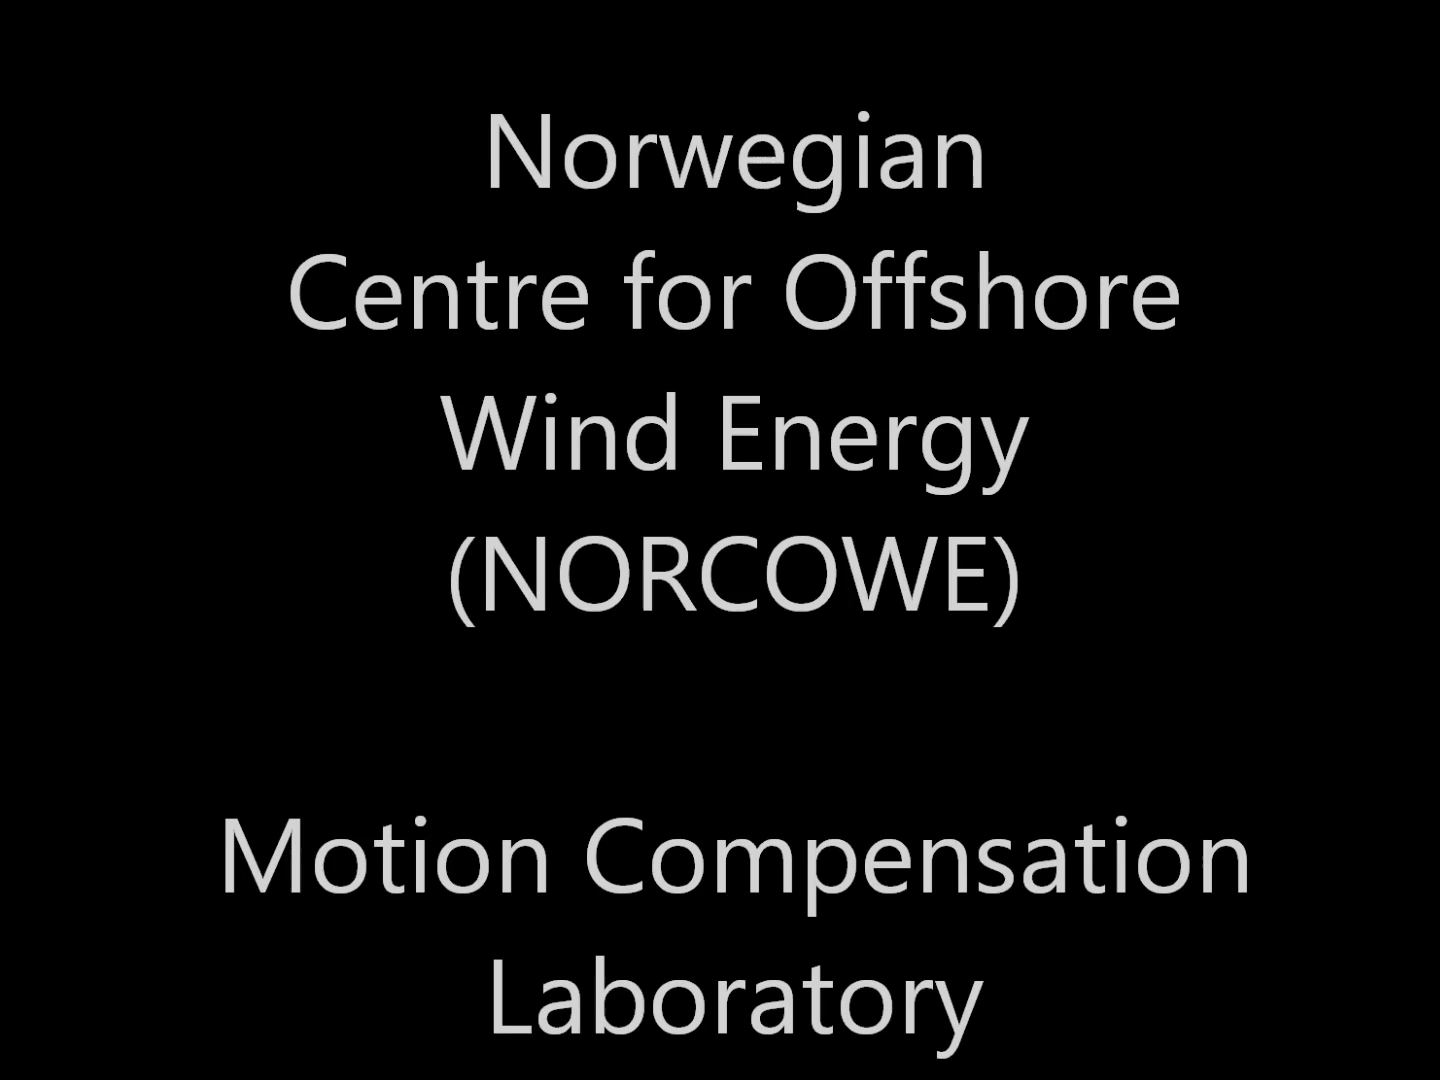 Norwegian
Centre for Offshore
Wind Energy
(NORCOWE)
Motion Compensation
Laboratory